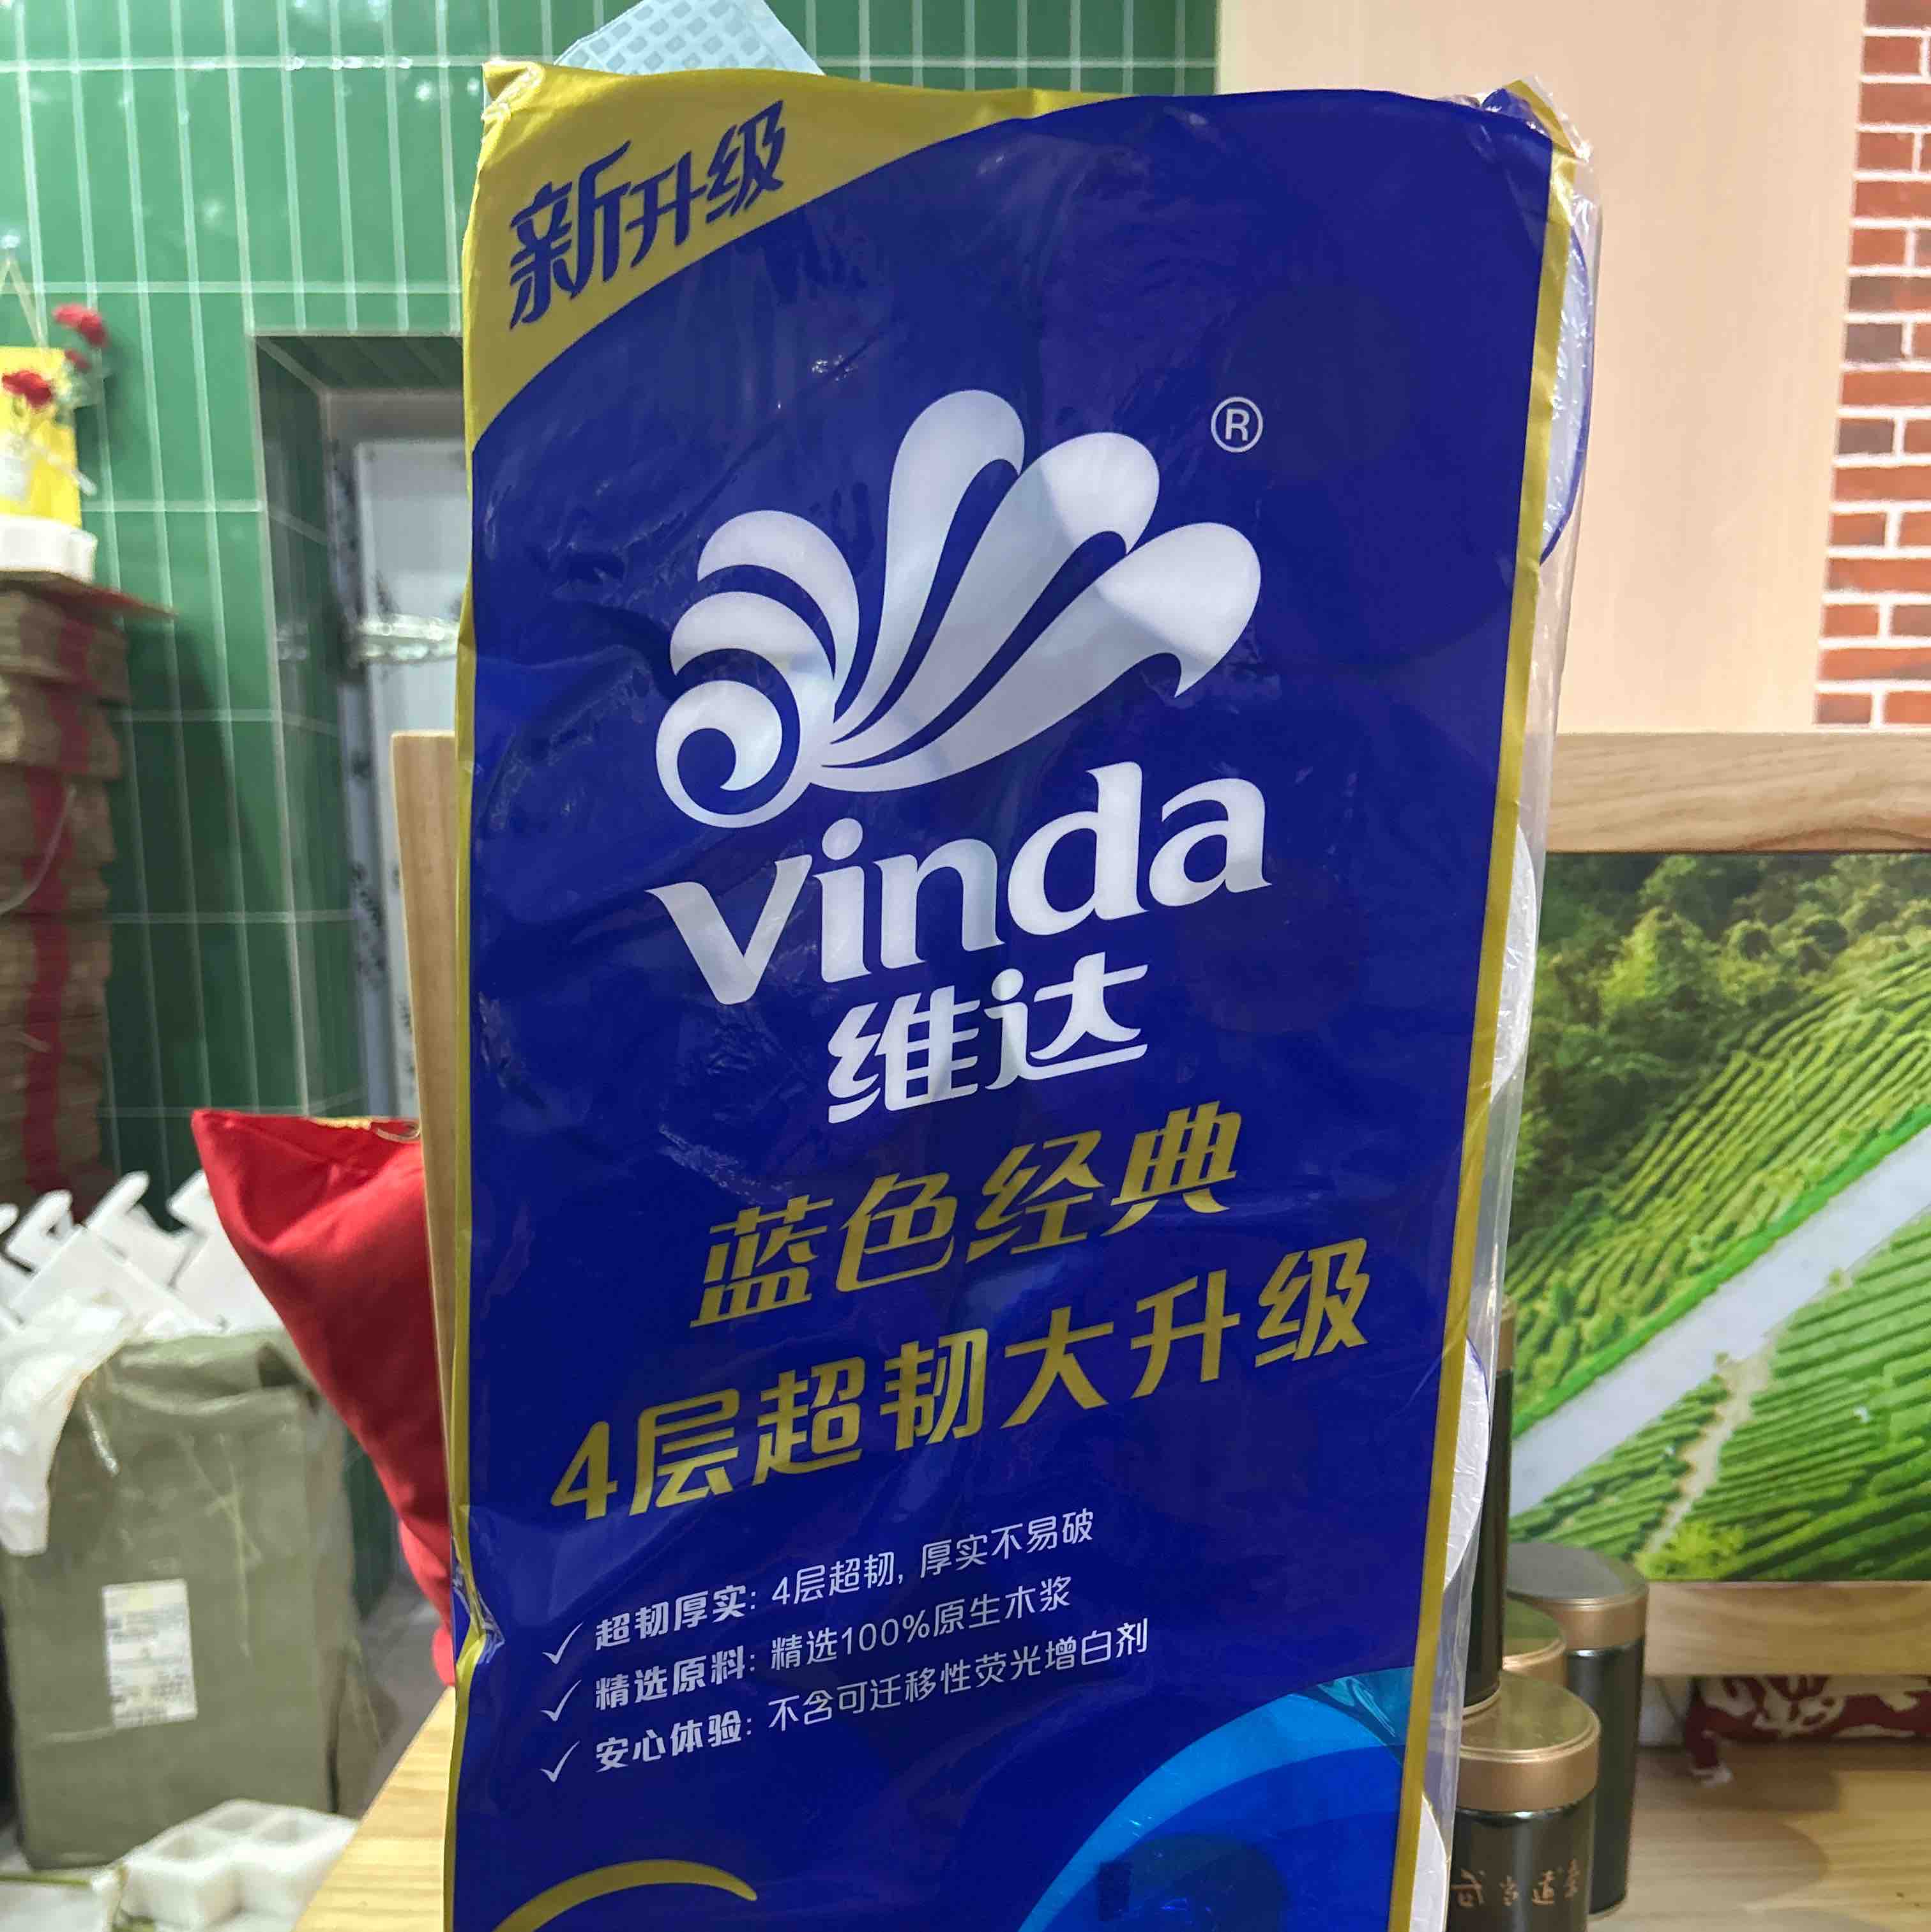 新升级
®
vinda
维达
蓝色经典
4层超韧大升级
✓ 超韧厚实: 4层超韧, 厚实不易破
✓ 精选原料: 精选100%原生木浆
✓ 安心体验: 不含可迁移性荧光增白剂